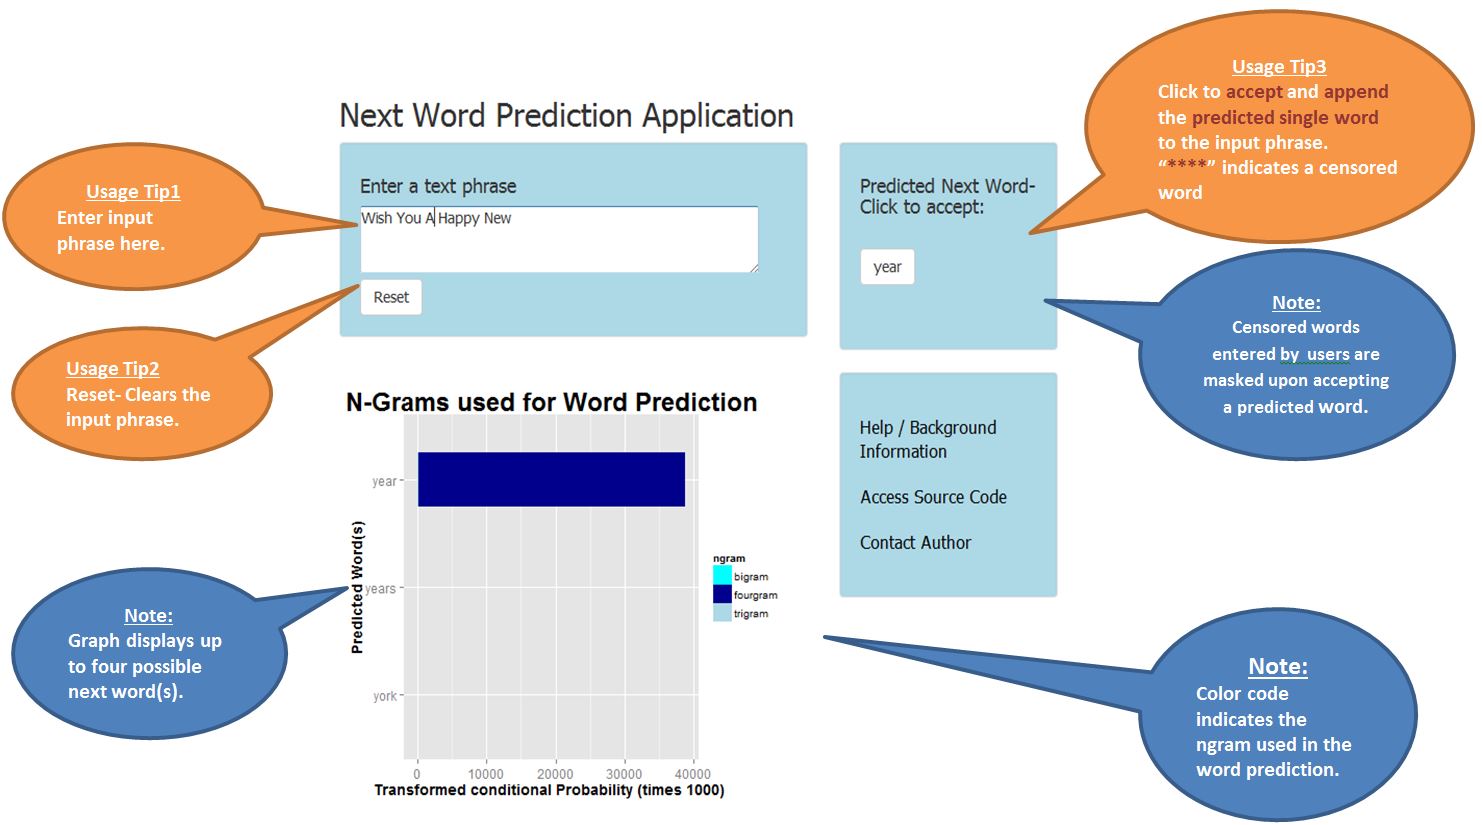 Next Word Prediction Application
Usage Tip1
Enter input
phrase here.
Enter a text phrase
Wish You A Happy New
Reset
Usage Tip2
Reset- Clears the
input phrase.
Predicted Next Word-
Click to accept:
year
Usage Tip3
Click to accept and append
the predicted single word
to the input phrase.
“****” indicates a censored
word
Note:
Censored words
entered by users are
masked upon accepting
a predicted word.
Help / Background
Information
Access Source Code
Contact Author
N-Grams used for Word Prediction
Predicted Word(s)
year
years
york
0 10000 20000 30000 40000
Transformed conditional Probability (times 1000)
ngram
bigram
fourgram
trigram
Note:
Graph displays up
to four possible
next word(s).
Note:
Color code
indicates the
ngram used in the
word prediction.